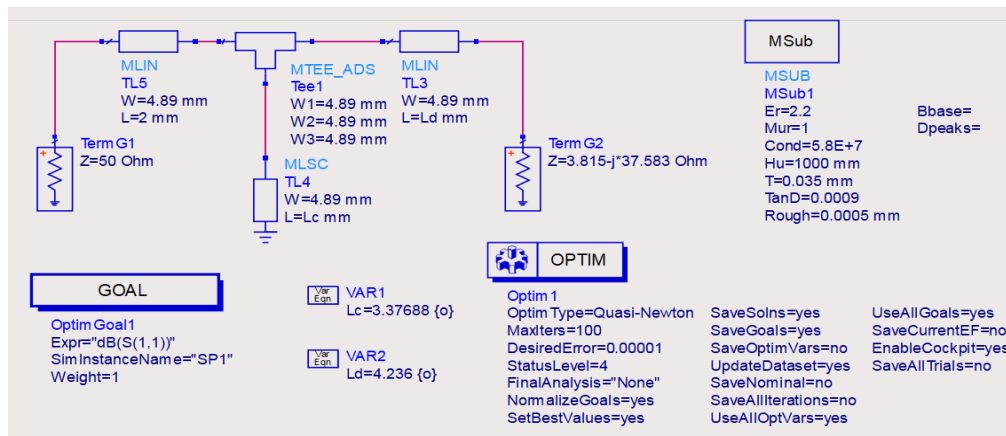 MLIN
TL5
W=4.89 mm
L=2 mm
MTEE_ADS
Tee1
W1=4.89 mm
W2=4.89 mm
W3=4.89 mm
MLIN
TL3
W=4.89 mm
L=Ld mm
MSub
MSUB
MSub1
Er=2.2
Mur=1
Cond=5.8E+7
Hu=1000 mm
T=0.035 mm
TanD=0.0009
Rough=0.0005 mm
Bbase=
Dpeaks=
TermG1
Z=50 Ohm
MLSC
TL4
W=4.89 mm
L=Lc mm
TermG2
Z=3.815-j*37.583 Ohm
GOAL
OptimGoal1
Expr="dB(S(1,1))"
SimInstanceName="SP1"
Weight=1
Var
Eqn
VAR1
Lc=3.37688 {o}
Var
Eqn
VAR2
Ld=4.236 {o}
OPTIM
Optim1
OptimType=Quasi-Newton
MaxIters=100
DesiredError=0.00001
StatusLevel=4
FinalAnalysis="None"
NormalizeGoals=yes
SetBestValues=yes
SaveSolns=yes
SaveGoals=yes
SaveOptimVars=no
UpdateDataset=yes
SaveNominal=no
SaveAllIterations=no
UseAllOptVars=yes
UseAllGoals=yes
SaveCurrentEF=no
EnableCockpit=yes
SaveAllTrials=no